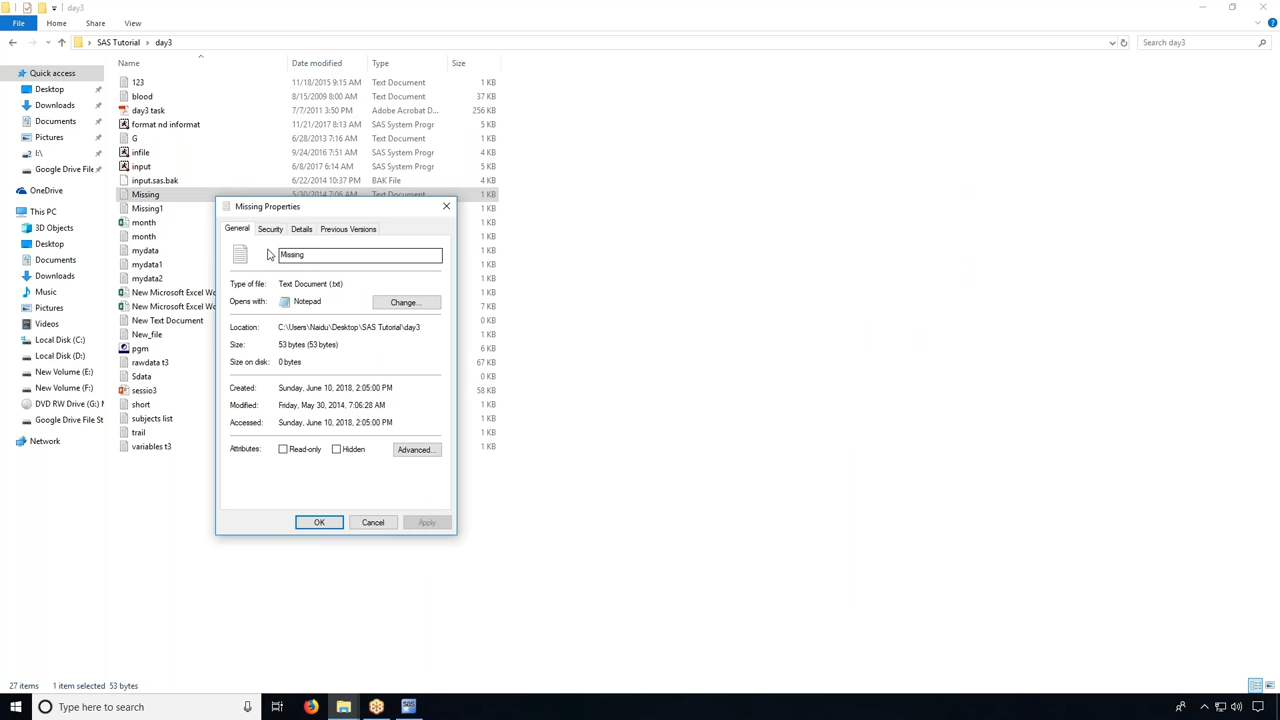 day3
File
Home
Share
View
SAS Tutorial
day3
Search day3
Name
Date modified
Type
Size
Quick access
Desktop
Downloads
Documents
Pictures
I:\
Google Drive File
OneDrive
This PC
3D Objects
Desktop
Documents
Downloads
Music
Pictures
Videos
Local Disk (C:)
Local Disk (D:)
New Volume (E:)
New Volume (F:)
DVD RW Drive (G:)
Google Drive File St
Network
123 11/18/2015 9:15 AM Text Document 1 KB
blood 8/15/2009 8:00 AM Text Document 37 KB
day3 task 7/7/2011 3:50 PM Adobe Acrobat D... 256 KB
format nd informat 11/21/2017 8:13 AM SAS System Progr 5 KB
G 6/28/2013 7:16 AM Text Document 1 KB
infile 9/24/2016 7:51 AM SAS System Progr 4 KB
input 6/8/2017 6:14 AM SAS System Progr 5 KB
input.sas.bak 6/22/2014 10:37 PM BAK File 4 KB
Missing 5/30/2014 7:06 AM Text Document 1 KB
Missing1 1 KB
month 1 KB
month 1 KB
mydata 1 KB
mydata1 1 KB
mydata2 1 KB
New Microsoft Excel Wo 6 KB
New Microsoft Excel Wo 7 KB
New Text Document 0 KB
New_file 1 KB
pgm 6 KB
rawdata t3 67 KB
Sdata 0 KB
sessio3 58 KB
short 1 KB
subjects list 1 KB
trail 1 KB
variables t3 1 KB
Missing Properties
General
Security
Details
Previous Versions
Missing
Type of file: Text Document (.txt)
Opens with: Notepad
Change...
Location: C:\Users\Naidu\Desktop\SAS Tutorial\day3
Size: 53 bytes (53 bytes)
Size on disk: 0 bytes
Created: Sunday, June 10, 2018, 2:05:00 PM
Modified: Friday, May 30, 2014, 7:06:28 AM
Accessed: Sunday, June 10, 2018, 2:05:00 PM
Attributes: Read-only Hidden Advanced...
OK
Cancel
Apply
27 items
1 item selected 53 bytes
Type here to search
SAS